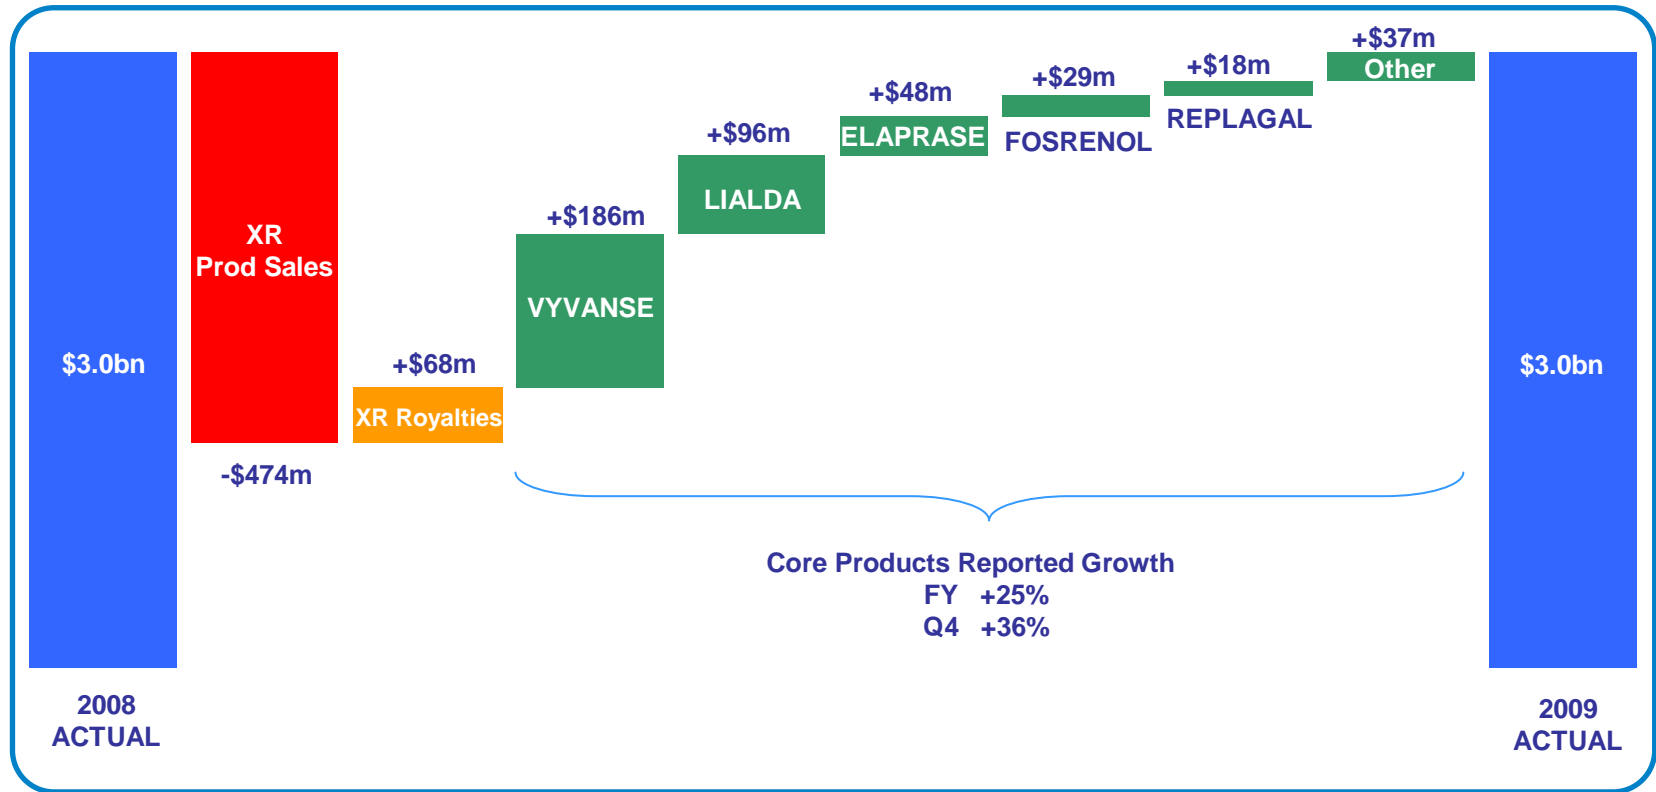 $3.0bn
2008
ACTUAL
XR
Prod Sales
-$474m
+$68m
XR Royalties
+$186m
VYVANSE
+$96m
LIALDA
+$48m
ELAPRASE
+$29m
FOSRENOL
+$18m
REPLAGAL
+$37m
Other
Core Products Reported Growth
FY +25%
Q4 +36%
$3.0bn
2009
ACTUAL